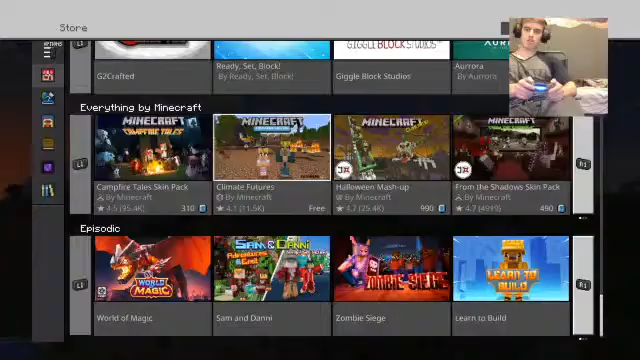 Store
G2Crafted
Ready, Set, Block!
By Ready, Set, Block!
GIGGLE BLOCK STUDIOS
Giggle Block Studios
Aurrora
By Aurrora
Everything by Minecraft
MINECRAFT
CAMPFIRE TALES
MINECRAFT
MINECRAFT
MINECRAFT
Campfire Tales Skin Pack
By Minecraft
4.5 (95.4K)
310
Climate Futures
By Minecraft
4.1 (11.5K)
Free
Halloween Mash-up
By Minecraft
4.7 (25.4K)
990
From the Shadows Skin Pack
By Minecraft
4.7 (4919)
490
Episodic
WORLD OF MAGIC
SAM & DANNI
ZOMBIE SIEGE
LEARN TO BUILD
World of Magic
Sam and Danni
Zombie Siege
Learn to Build